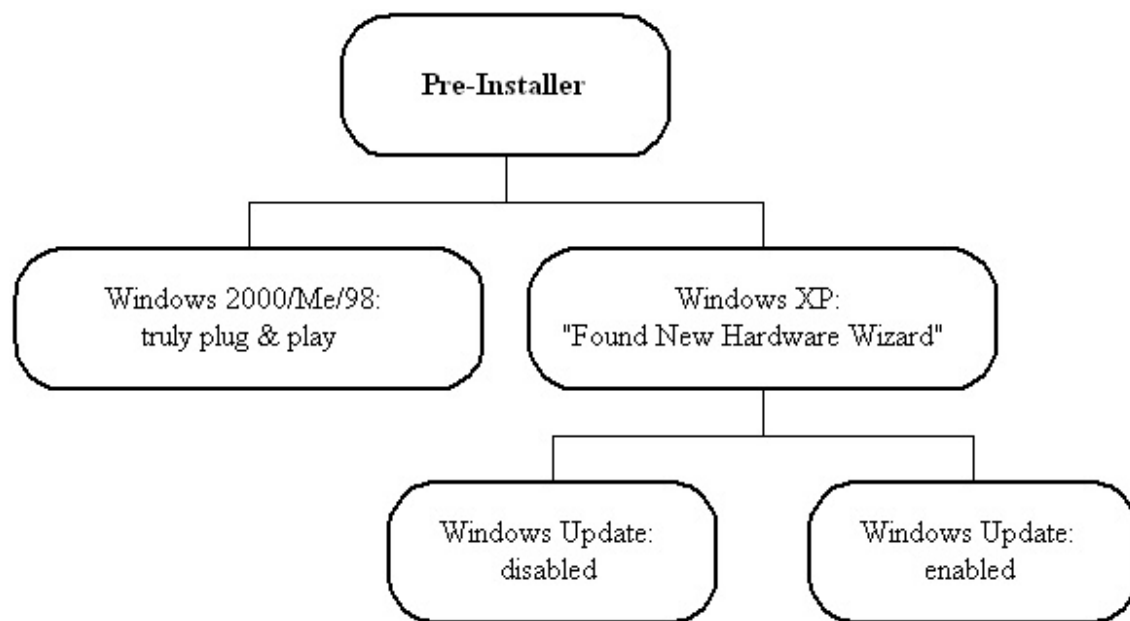 Pre-Installer
Windows 2000/Me/98:
truly plug & play
Windows XP:
"Found New Hardware Wizard"
Windows Update:
disabled
Windows Update:
enabled